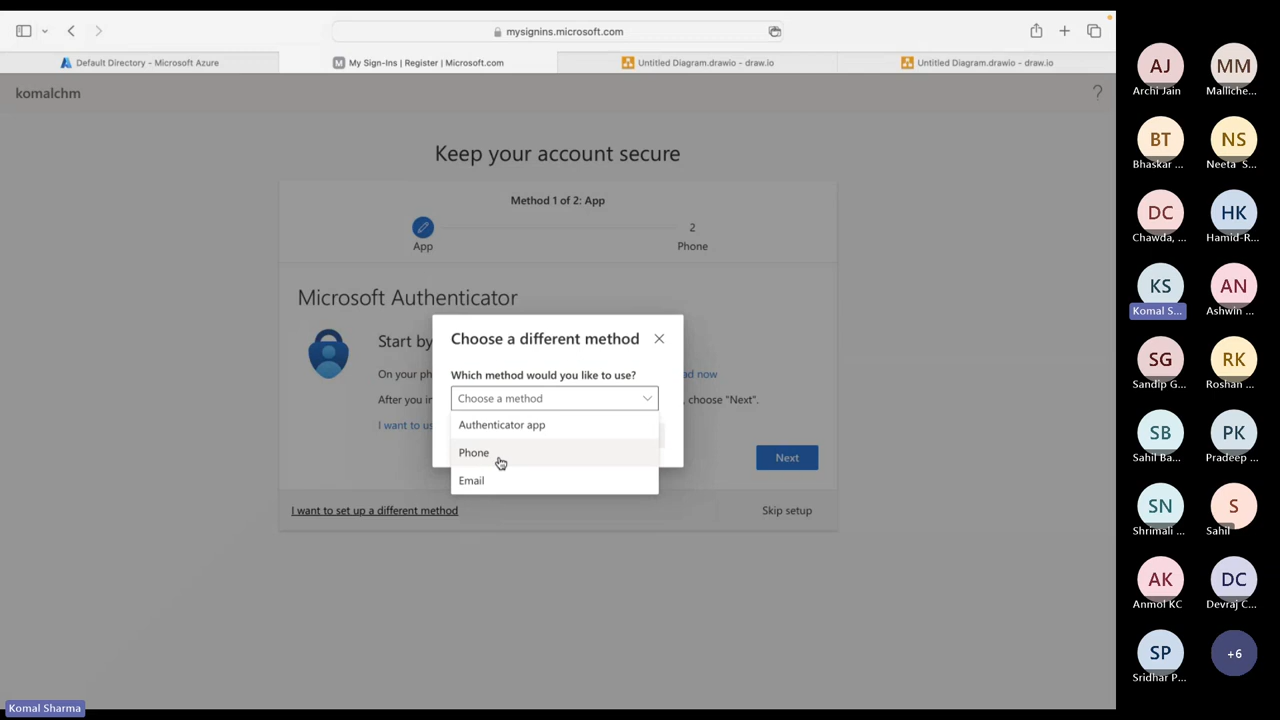 mysignins.microsoft.com
Default Directory - Microsoft Azure
My Sign-Ins | Register | Microsoft.com
Untitled Diagram.drawio - draw.io
Untitled Diagram.drawio - draw.io
komalchm
?
Keep your account secure
Method 1 of 2: App
2
App
Phone
Microsoft Authenticator
Start by
On your ph
ad now
After you in
, choose "Next".
I want to us
Choose a different method
Which method would you like to use?
Choose a method
Authenticator app
Phone
Email
Next
I want to set up a different method
Skip setup
AJ
Archi Jain
MM
Malliche...
BT
Bhaskar ...
NS
Neeta S...
DC
Chawda, ...
HK
Hamid-R...
KS
Komal S...
AN
Ashwin ...
SG
Sandip G...
RK
Roshan ...
SB
Sahil Ba...
PK
Pradeep ...
SN
Shrimali ...
S
Sahil
AK
Anmol KC
DC
Devraj C...
SP
Sridhar P...
+6
Komal Sharma